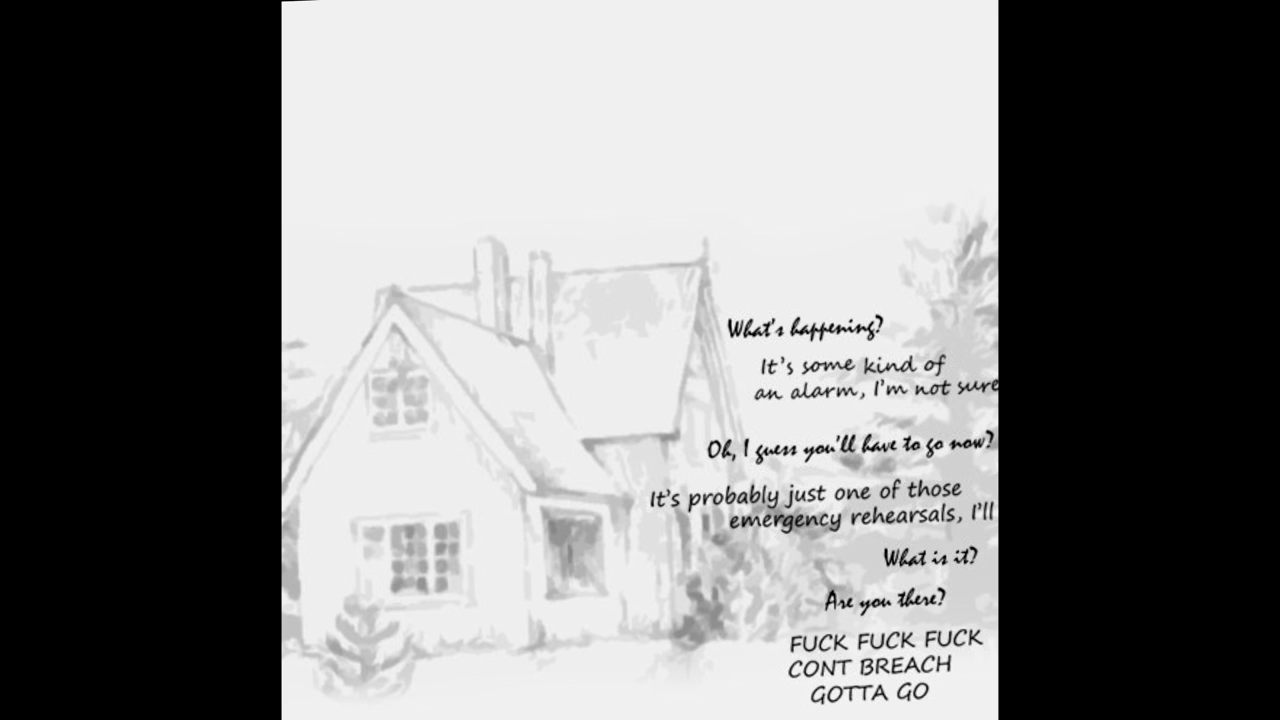 What's happening?
It's some kind of
an alarm, I'm not sure
Oh, I guess you'll have to go now?
It's probably just one of those
emergency rehearsals, I'll
What is it?
Are you there?
FUCK FUCK FUCK
CONT BREACH
GOTTA GO